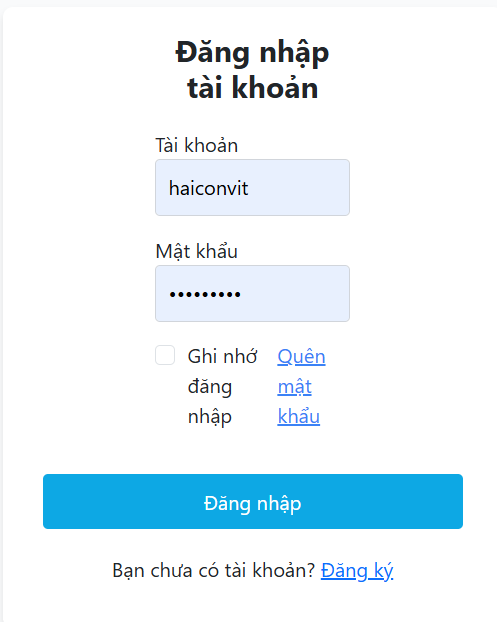 Đăng nhập
tài khoản
Tài khoản
haiconvit
Mật khẩu
•••••••••
Ghi nhớ
đăng
nhập
Quên
mật
khẩu
Đăng nhập
Bạn chưa có tài khoản? Đăng ký